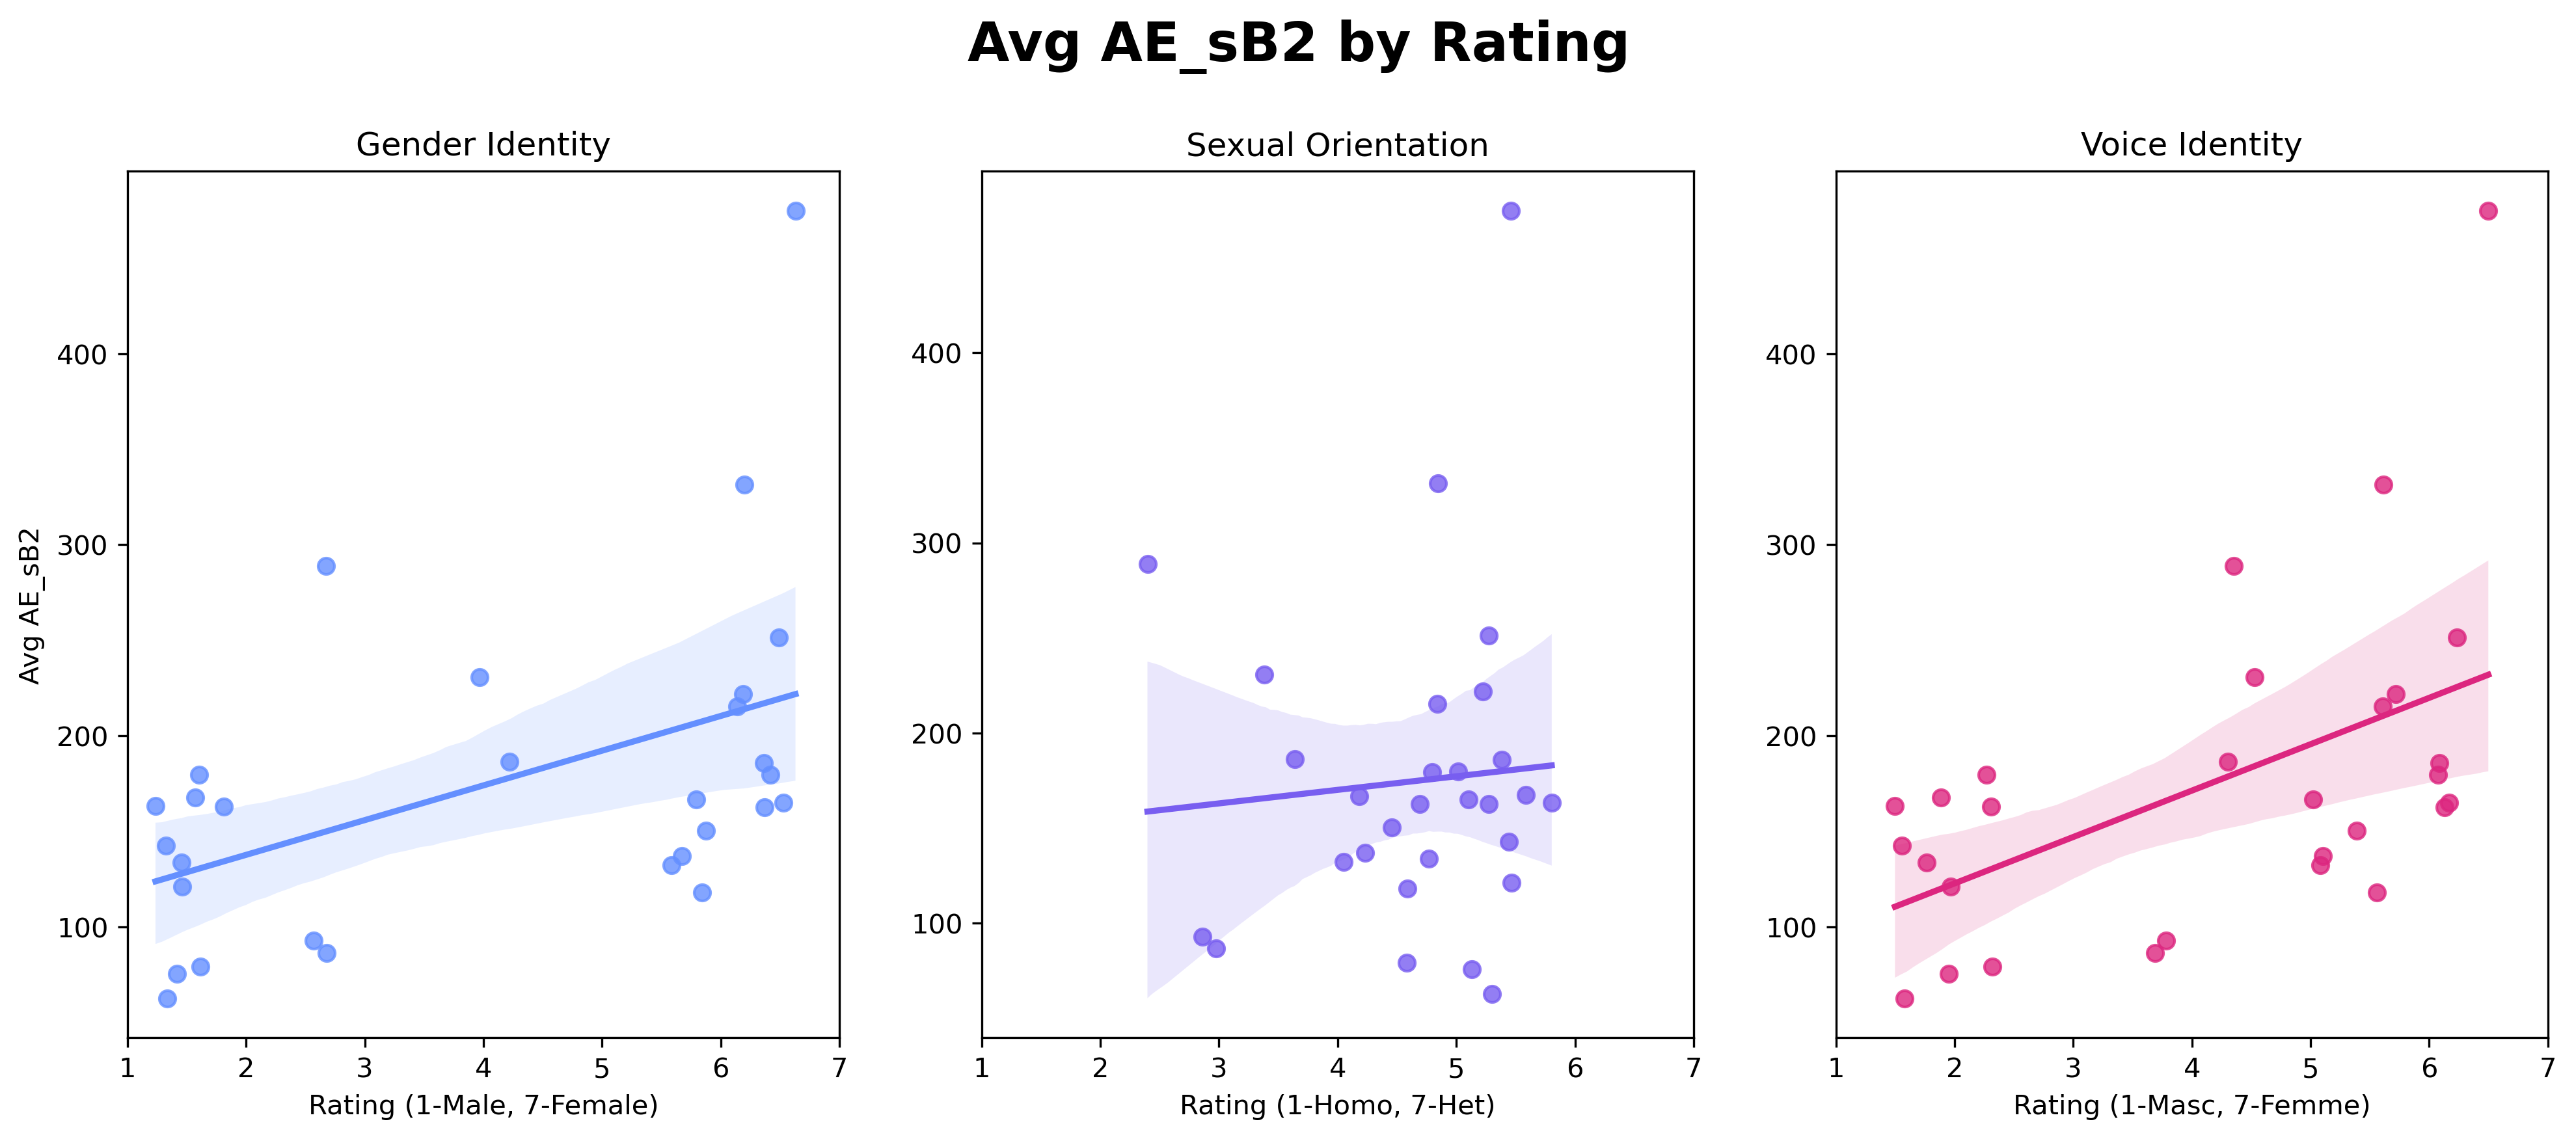 Avg AE_sB2 by Rating
Gender Identity
Sexual Orientation
Voice Identity
Avg AE_sB2
400
300
200
100
1 2 3 4 5 6 7
Rating (1-Male, 7-Female)
400
300
200
100
1 2 3 4 5 6 7
Rating (1-Homo, 7-Het)
400
300
200
100
1 2 3 4 5 6 7
Rating (1-Masc, 7-Femme)